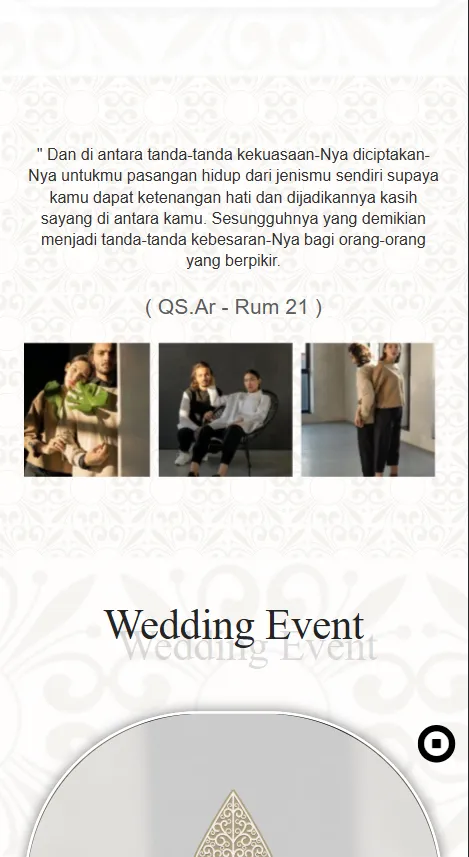 " Dan di antara tanda-tanda kekuasaan-Nya diciptakan-
Nya untukmu pasangan hidup dari jenismu sendiri supaya
kamu dapat ketenangan hati dan dijadikannya kasih
sayang di antara kamu. Sesungguhnya yang demikian
menjadi tanda-tanda kebesaran-Nya bagi orang-orang
yang berpikir.
( QS.Ar - Rum 21 )
Wedding Event
Wedding Event